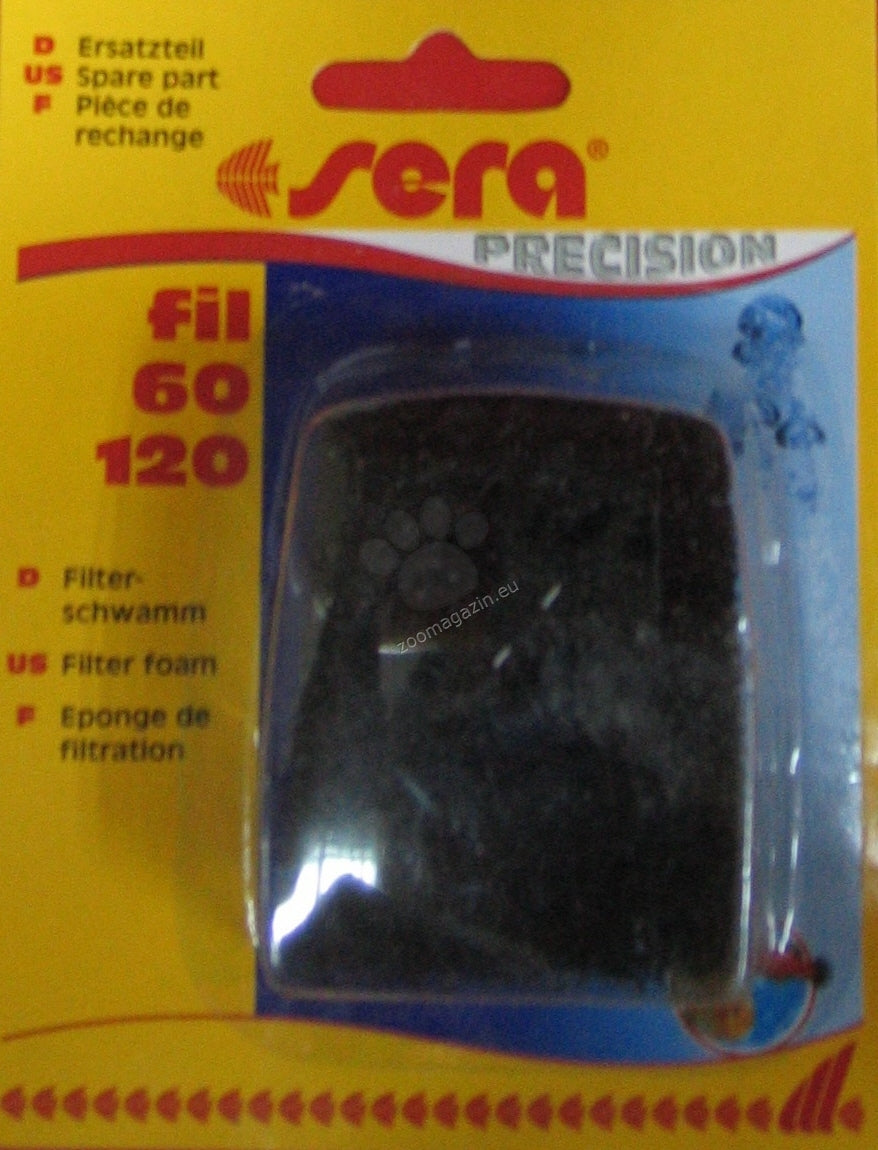 D Ersatzteil
US Spare part
F Pièce de
rechange
sera®
PRECISION
fil
60
120
D Filter-
schwamm
US Filter foam
F Eponge de
filtration
zoomagazin.eu